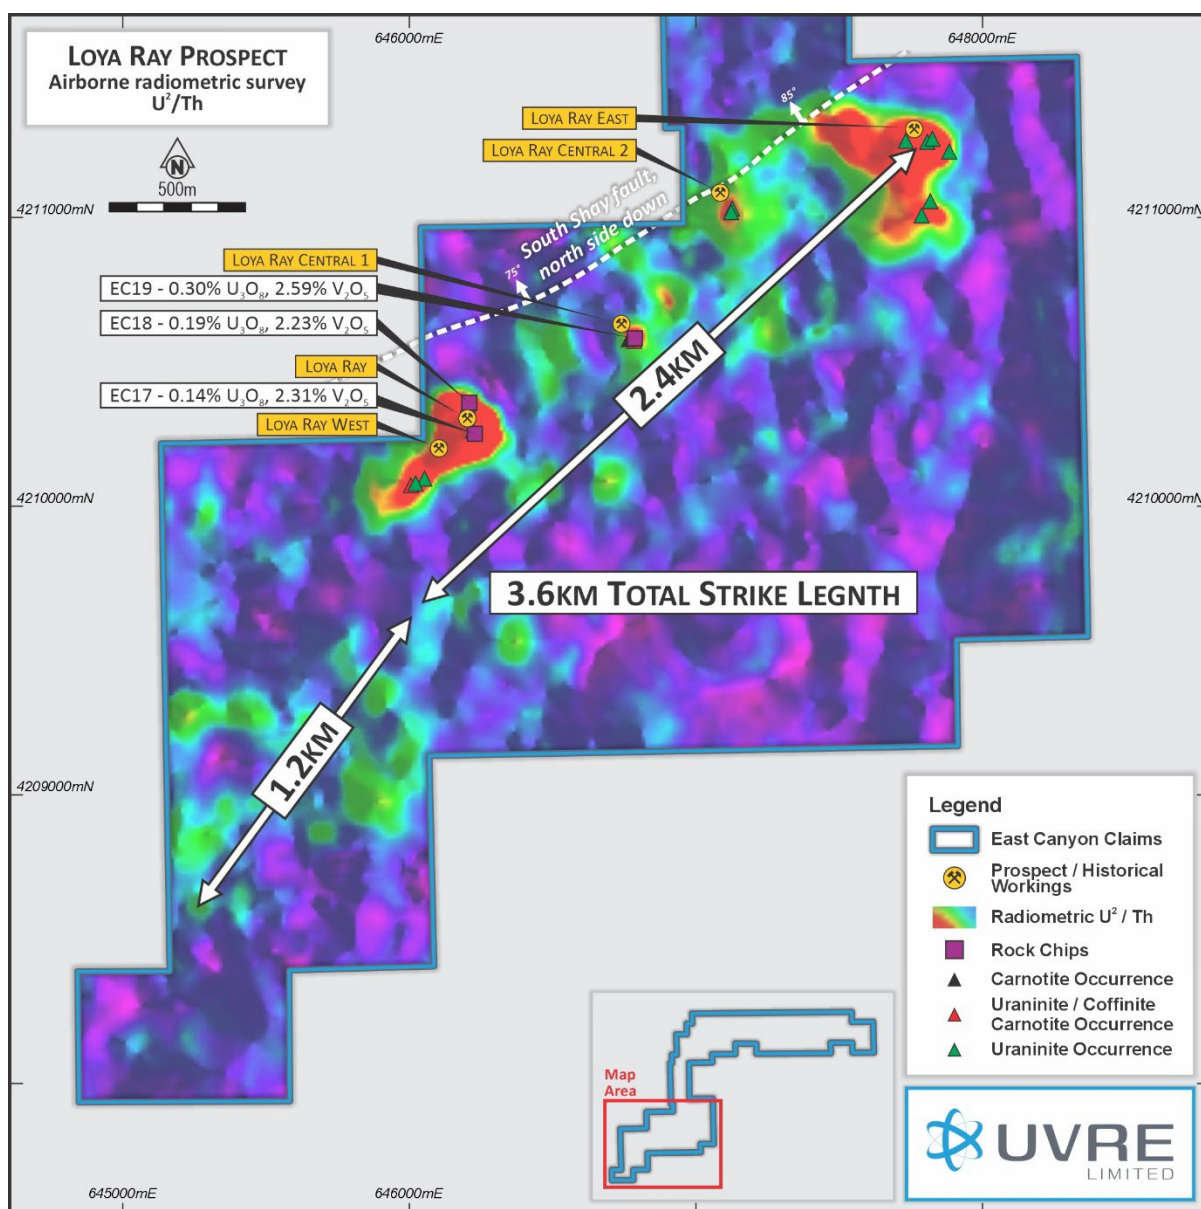 LOYA RAY PROSPECT
Airborne radiometric survey
U²/Th
N
500m
646000mE
648000mE
4211000mN
4211000mN
4210000mN
4210000mN
4209000mN
645000mE
646000mE
LOYA RAY EAST
LOYA RAY CENTRAL 2
LOYA RAY CENTRAL 1
EC19 - 0.30% U₃O₈, 2.59% V₂O₅
EC18 - 0.19% U₃O₈, 2.23% V₂O₅
LOYA RAY
EC17 - 0.14% U₃O₈, 2.31% V₂O₅
LOYA RAY WEST
85°
75°
South Shay fault,
north side down
2.4KM
3.6KM TOTAL STRIKE LEGNTH
1.2KM
Legend
East Canyon Claims
Prospect / Historical
Workings
Radiometric U² / Th
Rock Chips
Carnotite Occurrence
Uraninite / Coffinite
Carnotite Occurrence
Uraninite Occurrence
Map
Area
UVRE
LIMITED